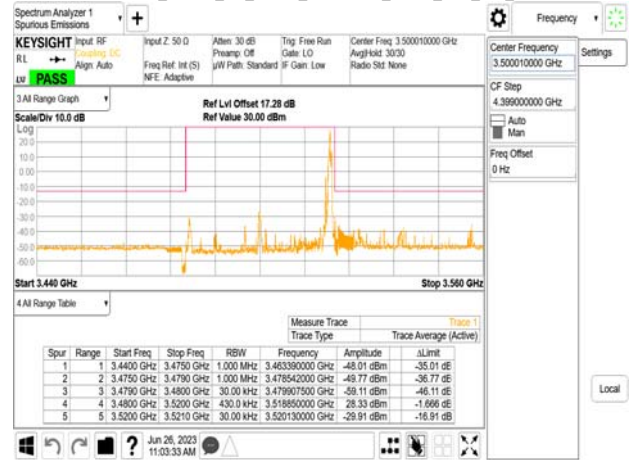 Spectrum Analyzer 1
Spurious Emissions
+
Frequency
KEYSIGHT
Input: RF
Coupling: DC
Align: Auto
Input Z: 50 Ω
Freq Ref: Int (S)
NFE: Adaptive
Atten: 30 dB
Preamp: Off
µW Path: Standard
Trig: Free Run
Gate: LO
IF Gain: Low
Center Freq: 3.500010000 GHz
Avg|Hold: 30/30
Radio Std: None
RL
LW
PASS
Center Frequency
3.500010000 GHz
Settings
CF Step
4.399000000 GHz
Auto
Man
Freq Offset
0 Hz
Local
3 All Range Graph
Scale/Div 10.0 dB
Ref Lvl Offset 17.28 dB
Ref Value 30.00 dBm
Log
20.0
10.0
0.00
-10.0
-20.0
-30.0
-40.0
-50.0
-60.0
Start 3.440 GHz
Stop 3.560 GHz
4 All Range Table
Measure Trace Trace 1
Trace Type Trace Average (Active)
Spur Range Start Freq Stop Freq RBW Frequency Amplitude ΔLimit
1 1 3.4400 GHz 3.4750 GHz 1.000 MHz 3.463390000 GHz -48.01 dBm -35.01 dB
2 2 3.4750 GHz 3.4790 GHz 1.000 MHz 3.478542000 GHz -49.77 dBm -36.77 dB
3 3 3.4790 GHz 3.4800 GHz 30.00 kHz 3.479907500 GHz -59.11 dBm -46.11 dB
4 4 3.4800 GHz 3.5200 GHz 430.0 kHz 3.518850000 GHz 28.33 dBm -1.666 dB
5 5 3.5200 GHz 3.5210 GHz 30.00 kHz 3.520130000 GHz -29.91 dBm -16.91 dB
?
Jun 26, 2023
11:03:33 AM